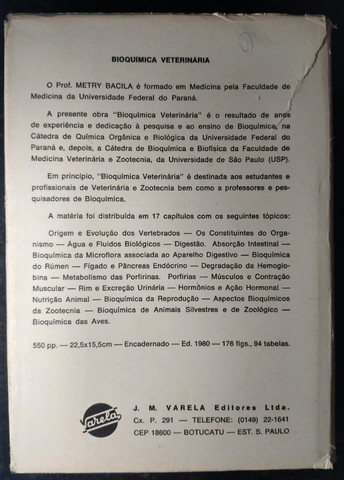 BIOQUIMICA VETERINARIA
O Prof. METRY BACILA é formado em Medicina pela Faculdade de
Medicina da Universidade Federal do Paraná.
A presente obra "Bioquímica Veterinária" é o resultado de anos
de experiência e dedicação à pesquisa e ao ensino de Bioquímica, na
Cátedra de Química Orgânica e Biológica da Universidade Federal do
Paraná e, depois, a Cátedra de Bioquímica e Biofísica da Faculdade de
Medicina Veterinária e Zootecnia, da Universidade de São Paulo (USP).
Em princípio, "Bioquímica Veterinária" é destinada aos estudantes e
profissionais de Veterinária e Zootecnia bem como a professores e pes-
quisadores de Bioquímica.
A matéria foi distribuída em 17 capítulos com os seguintes tópicos:
Origem e Evolução dos Vertebrados — Os Constituintes do Orga-
nismo — Água e Fluidos Biológicos — Digestão. Absorção Intestinal —
Bioquímica da Microflora associada ao Aparelho Digestivo — Bioquímica
do Rúmen — Fígado e Pâncreas Endócrino — Degradação da Hemoglo-
bina — Metabolismo das Porfirinas. Porfirias — Músculos e Contração
Muscular — Rim e Excreção Urinária — Hormônios e Ação Hormonal —
Nutrição Animal — Bioquímica da Reprodução — Aspectos Bioquímicos
da Zootecnia — Bioquímica de Animais Silvestres e de Zoológico —
Bioquímica das Aves.
550 pp. — 22,5x15,5cm — Encadernado — Ed. 1980 — 176 figs., 94 tabelas.
Varela
J. M. VARELA Editores Ltda.
Cx. P. 291 — TELEFONE: (0149) 22-1641
CEP 18600 — BOTUCATU — EST. S. PAULO